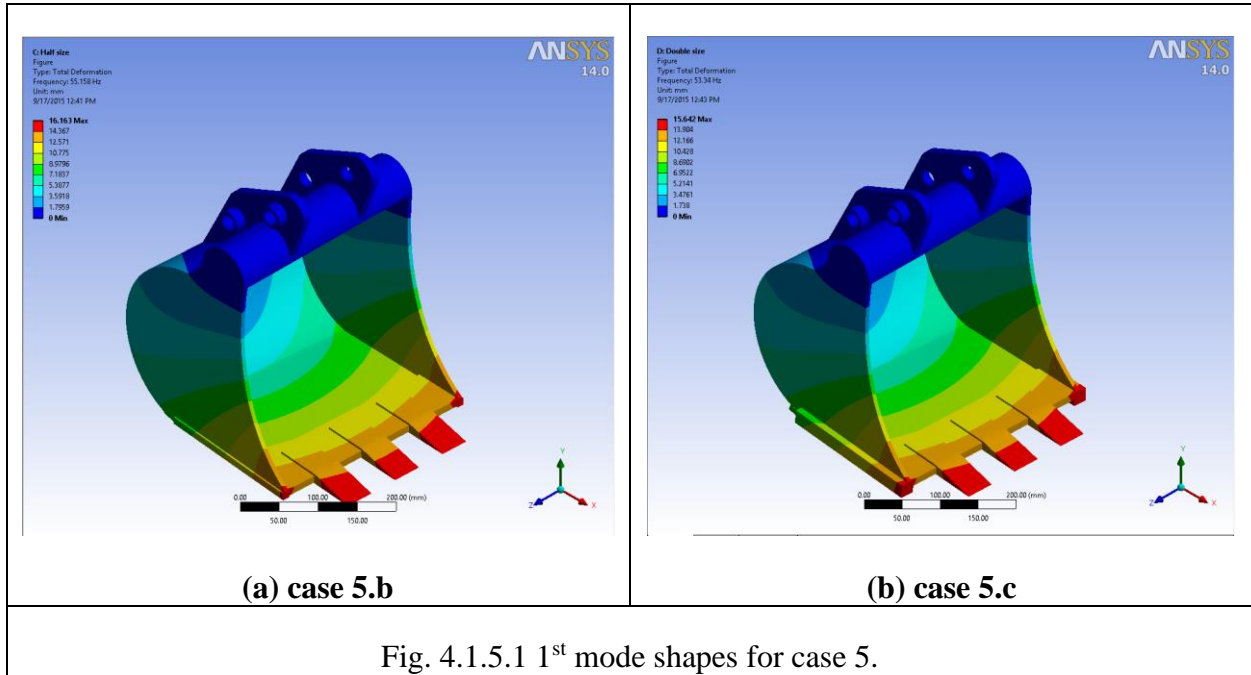 C: Half size
Figure
Type: Total Deformation
Frequency: 55.158 Hz
Unit: mm
9/17/2015 12:41 PM
16.163 Max
14.367
12.571
10.775
8.9796
7.1837
5.3877
3.5918
1.7959
0 Min
ANSYS
14.0
Y
Z
X
0.00 100.00 200.00 (mm)
50.00 150.00
(a) case 5.b
D: Double size
Figure
Type: Total Deformation
Frequency: 53.34 Hz
Unit: mm
9/17/2015 12:43 PM
15.642 Max
13.904
12.166
10.428
8.6902
6.9522
5.2141
3.4761
1.738
0 Min
ANSYS
14.0
Y
Z
X
0.00 100.00 200.00 (mm)
50.00 150.00
(b) case 5.c
Fig. 4.1.5.1 1st mode shapes for case 5.